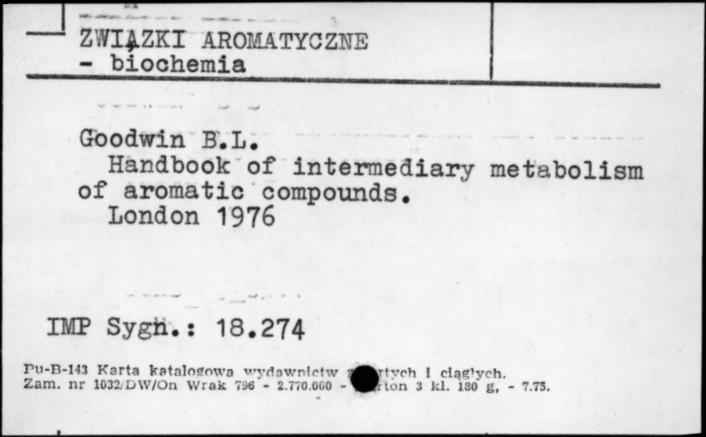 ZWIĄZKI AROMATYCZNE
- biochemia
Goodwin B.L.
Handbook of intermediary metabolism
of aromatic compounds.
London 1976
IMP Sygn.: 18.274
Pu-B-143 Karta katalogowa wydawnictw i ciągłych.
Zam. nr 1032/DW/On Wrak 796 - 2.770.000 - 3 kl. 180 g, - 7.75.